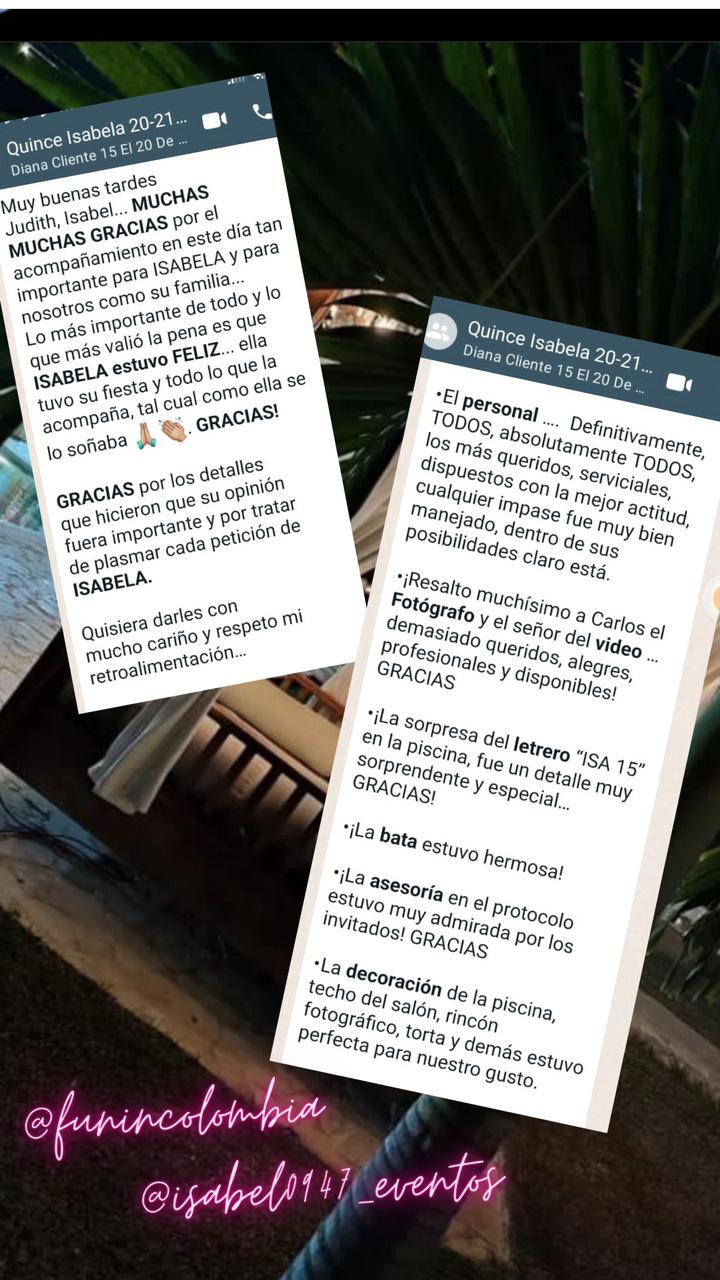 Quince Isabela 20-21...
Diana Cliente 15 El 20 De ...
Muy buenas tardes
Judith, Isabel... MUCHAS
MUCHAS GRACIAS por el
acompañamiento en este día tan
importante para ISABELA y para
nosotros como su familia...
Lo más importante de todo y lo
que más valió la pena es que
ISABELA estuvo FELIZ... ella
tuvo su fiesta y todo lo que la
acompaña, tal cual como ella se
lo soñaba 🙏🏼👏🏼. GRACIAS!
GRACIAS por los detalles
que hicieron que su opinión
fuera importante y por tratar
de plasmar cada petición de
ISABELA.
Quisiera darles con
mucho cariño y respeto mi
retroalimentación...
Quince Isabela 20-21...
Diana Cliente 15 El 20 De ...
•El personal .... Definitivamente,
TODOS, absolutamente TODOS,
los más queridos, serviciales,
dispuestos con la mejor actitud,
cualquier impase fue muy bien
manejado, dentro de sus
posibilidades claro está.
•¡Resalto muchísimo a Carlos el
Fotógrafo y el señor del video ...
demasiado queridos, alegres,
profesionales y disponibles!
GRACIAS
•¡La sorpresa del letrero “ISA 15”
en la piscina, fue un detalle muy
sorprendente y especial...
GRACIAS!
•¡La bata estuvo hermosa!
•¡La asesoría en el protocolo
estuvo muy admirada por los
invitados! GRACIAS
•La decoración de la piscina,
techo del salón, rincón
fotográfico, torta y demás estuvo
perfecta para nuestro gusto.
@funincolombia
@isabel0947_eventos